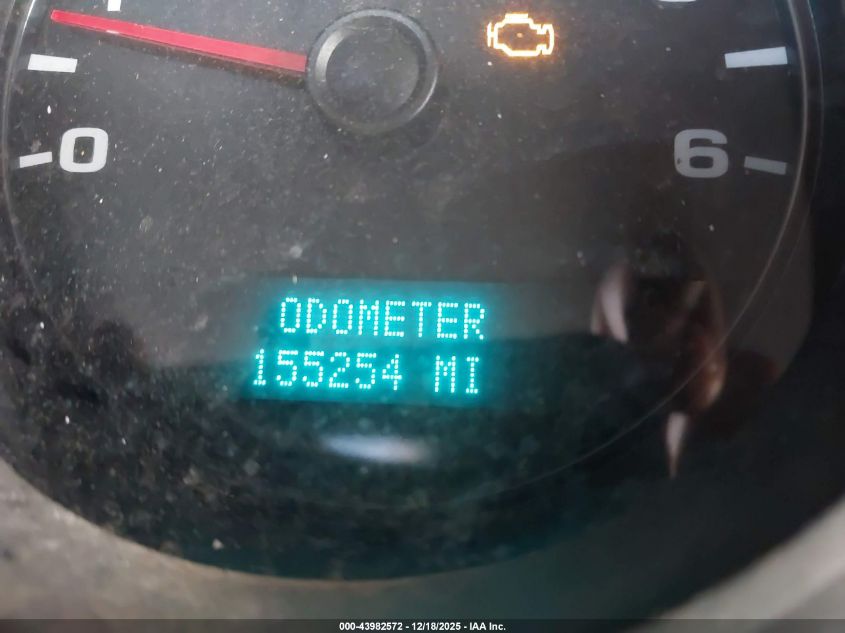 0
6
ODOMETER
155254 MI
000-43982572 - 12/18/2025 - IAA Inc.